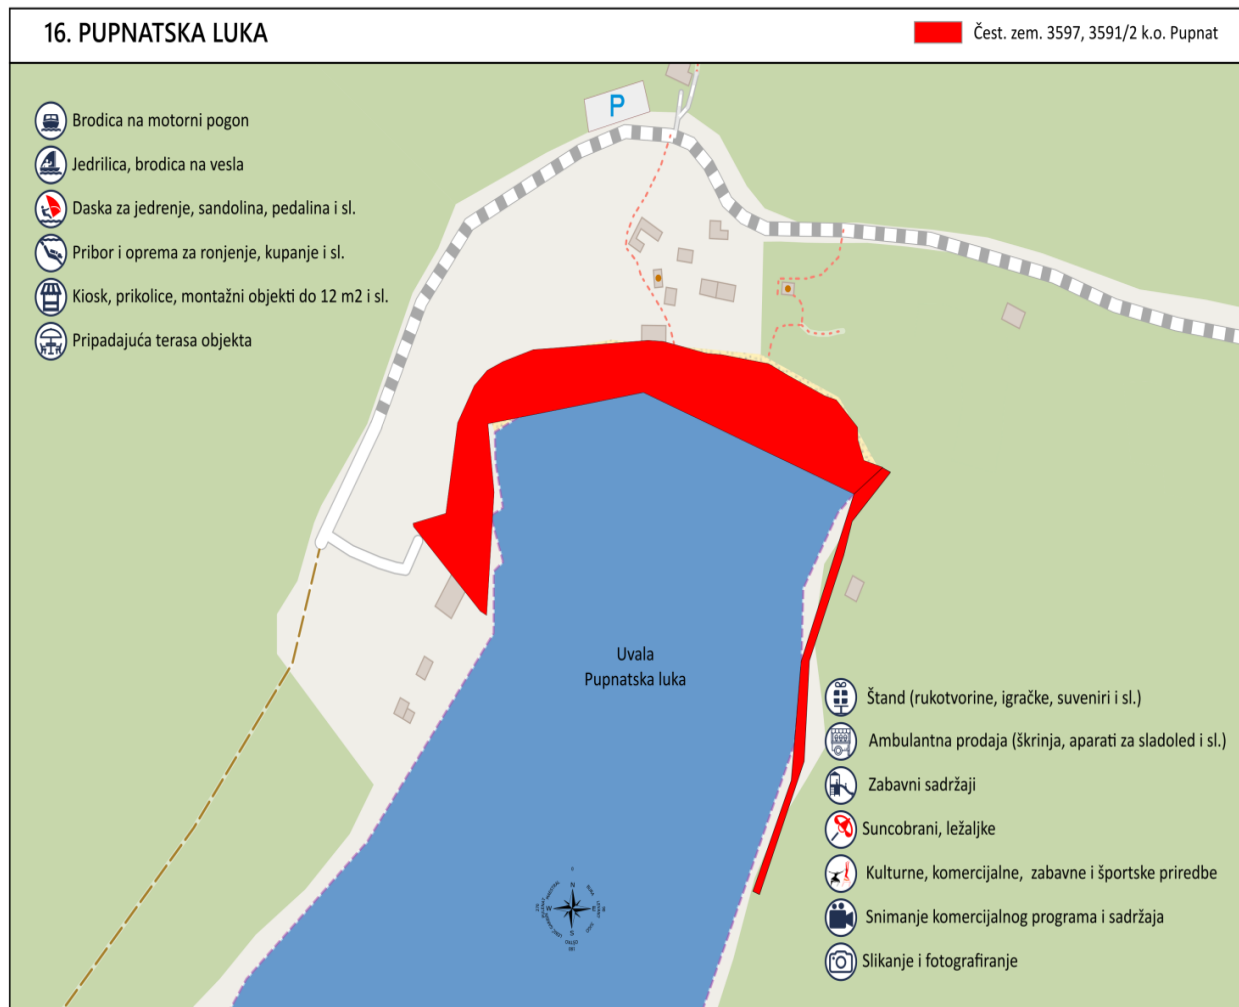 16. PUPNATSKA LUKA
Čest. zem. 3597, 3591/2 k.o. Pupnat
P
Brodica na motorni pogon
Jedrilica, brodica na vesla
Daska za jedrenje, sandolina, pedalina i sl.
Pribor i oprema za ronjenje, kupanje i sl.
Kiosk, prikolice, montažni objekti do 12 m2 i sl.
Pripadajuća terasa objekta
Uvala
Pupnatska luka
Štand (rukotvorine, igračke, suveniri i sl.)
Ambulantna prodaja (škrinja, aparati za sladoled i sl.)
Zabavni sadržaji
Suncobrani, ležaljke
Kulturne, komercijalne, zabavne i športske priredbe
Snimanje komercijalnog programa i sadržaja
Slikanje i fotografiranje
N
W
S